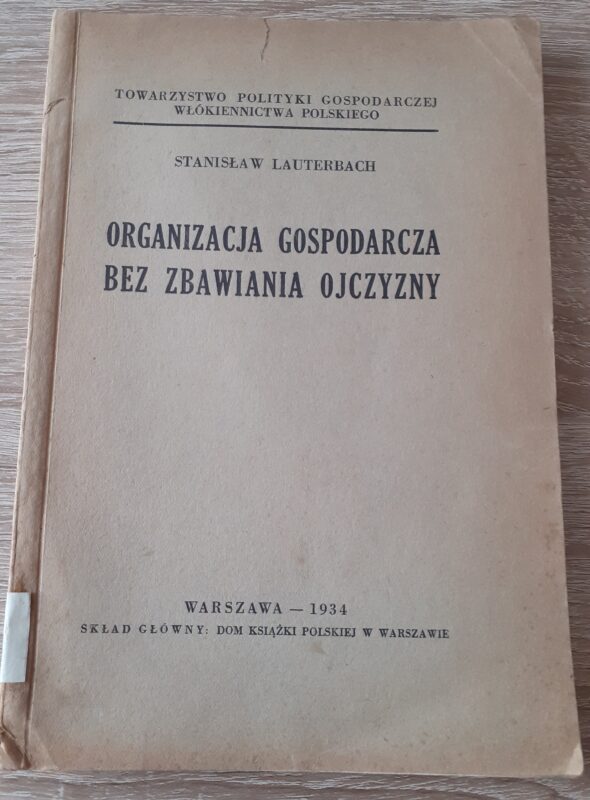 TOWARZYSTWO POLITYKI GOSPODARCZEJ
WŁÓKIENNICTWA POLSKIEGO
STANISŁAW LAUTERBACH
ORGANIZACJA GOSPODARCZA
BEZ ZBAWIANIA OJCZYZNY
WARSZAWA — 1934
SKŁAD GŁÓWNY: DOM KSIĄŻKI POLSKIEJ W WARSZAWIE